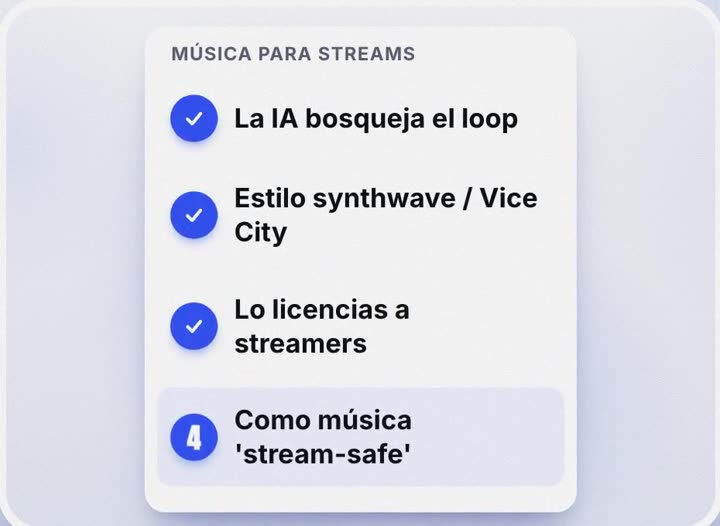 MÚSICA PARA STREAMS
La IA bosqueja el loop
Estilo synthwave / Vice
City
Lo licencias a
streamers
4
Como música
'stream-safe'